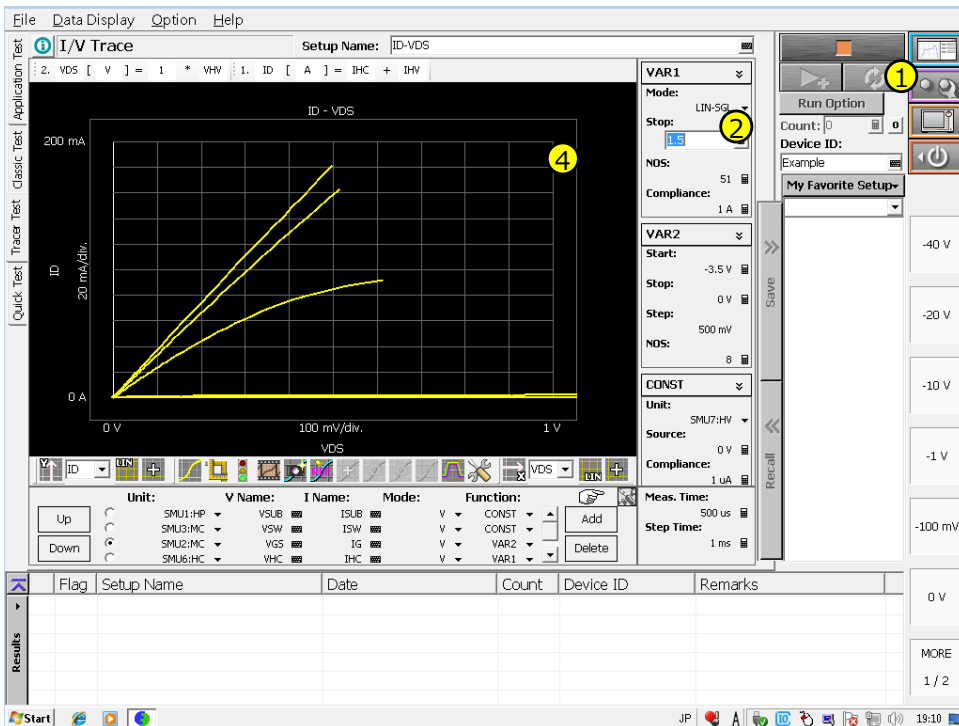 File Data Display Option Help
I/V Trace
Setup Name: ID-VDS
2. VDS [ V ] = 1 * VHV 1. ID [ A ] = IHC + IHV
Application Test
Classic Test
Tracer Test
Quick Test
ID - VDS
200 mA
ID
20 mA/div.
0 A
0 V
100 mV/div.
1 V
VDS
4
VAR1
Mode:
LIN-SGL
Stop:
1.5
2
NOS:
51
Compliance:
1 A
VAR2
Start:
-3.5 V
Stop:
0 V
Step:
500 mV
NOS:
8
CONST
Unit:
SMU7:HV
Source:
0 V
Compliance:
1 uA
Meas. Time:
500 us
Step Time:
1 ms
Save
Recall
1
Run Option
Count: 0 0
Device ID:
Example
My Favorite Setup
-40 V
-20 V
-10 V
-1 V
-100 mV
0 V
MORE
1 / 2
Y ID LIN X VDS LIN
Unit: V Name: I Name: Mode: Function:
Up
Down
SMU1:HP VSUB ISUB V CONST
SMU3:MC VSW ISW V CONST
SMU2:MC VGS IG V VAR2
SMU6:HC VHC IHC V VAR1
Add
Delete
Flag Setup Name Date Count Device ID Remarks
Results
Start JP A 19:10